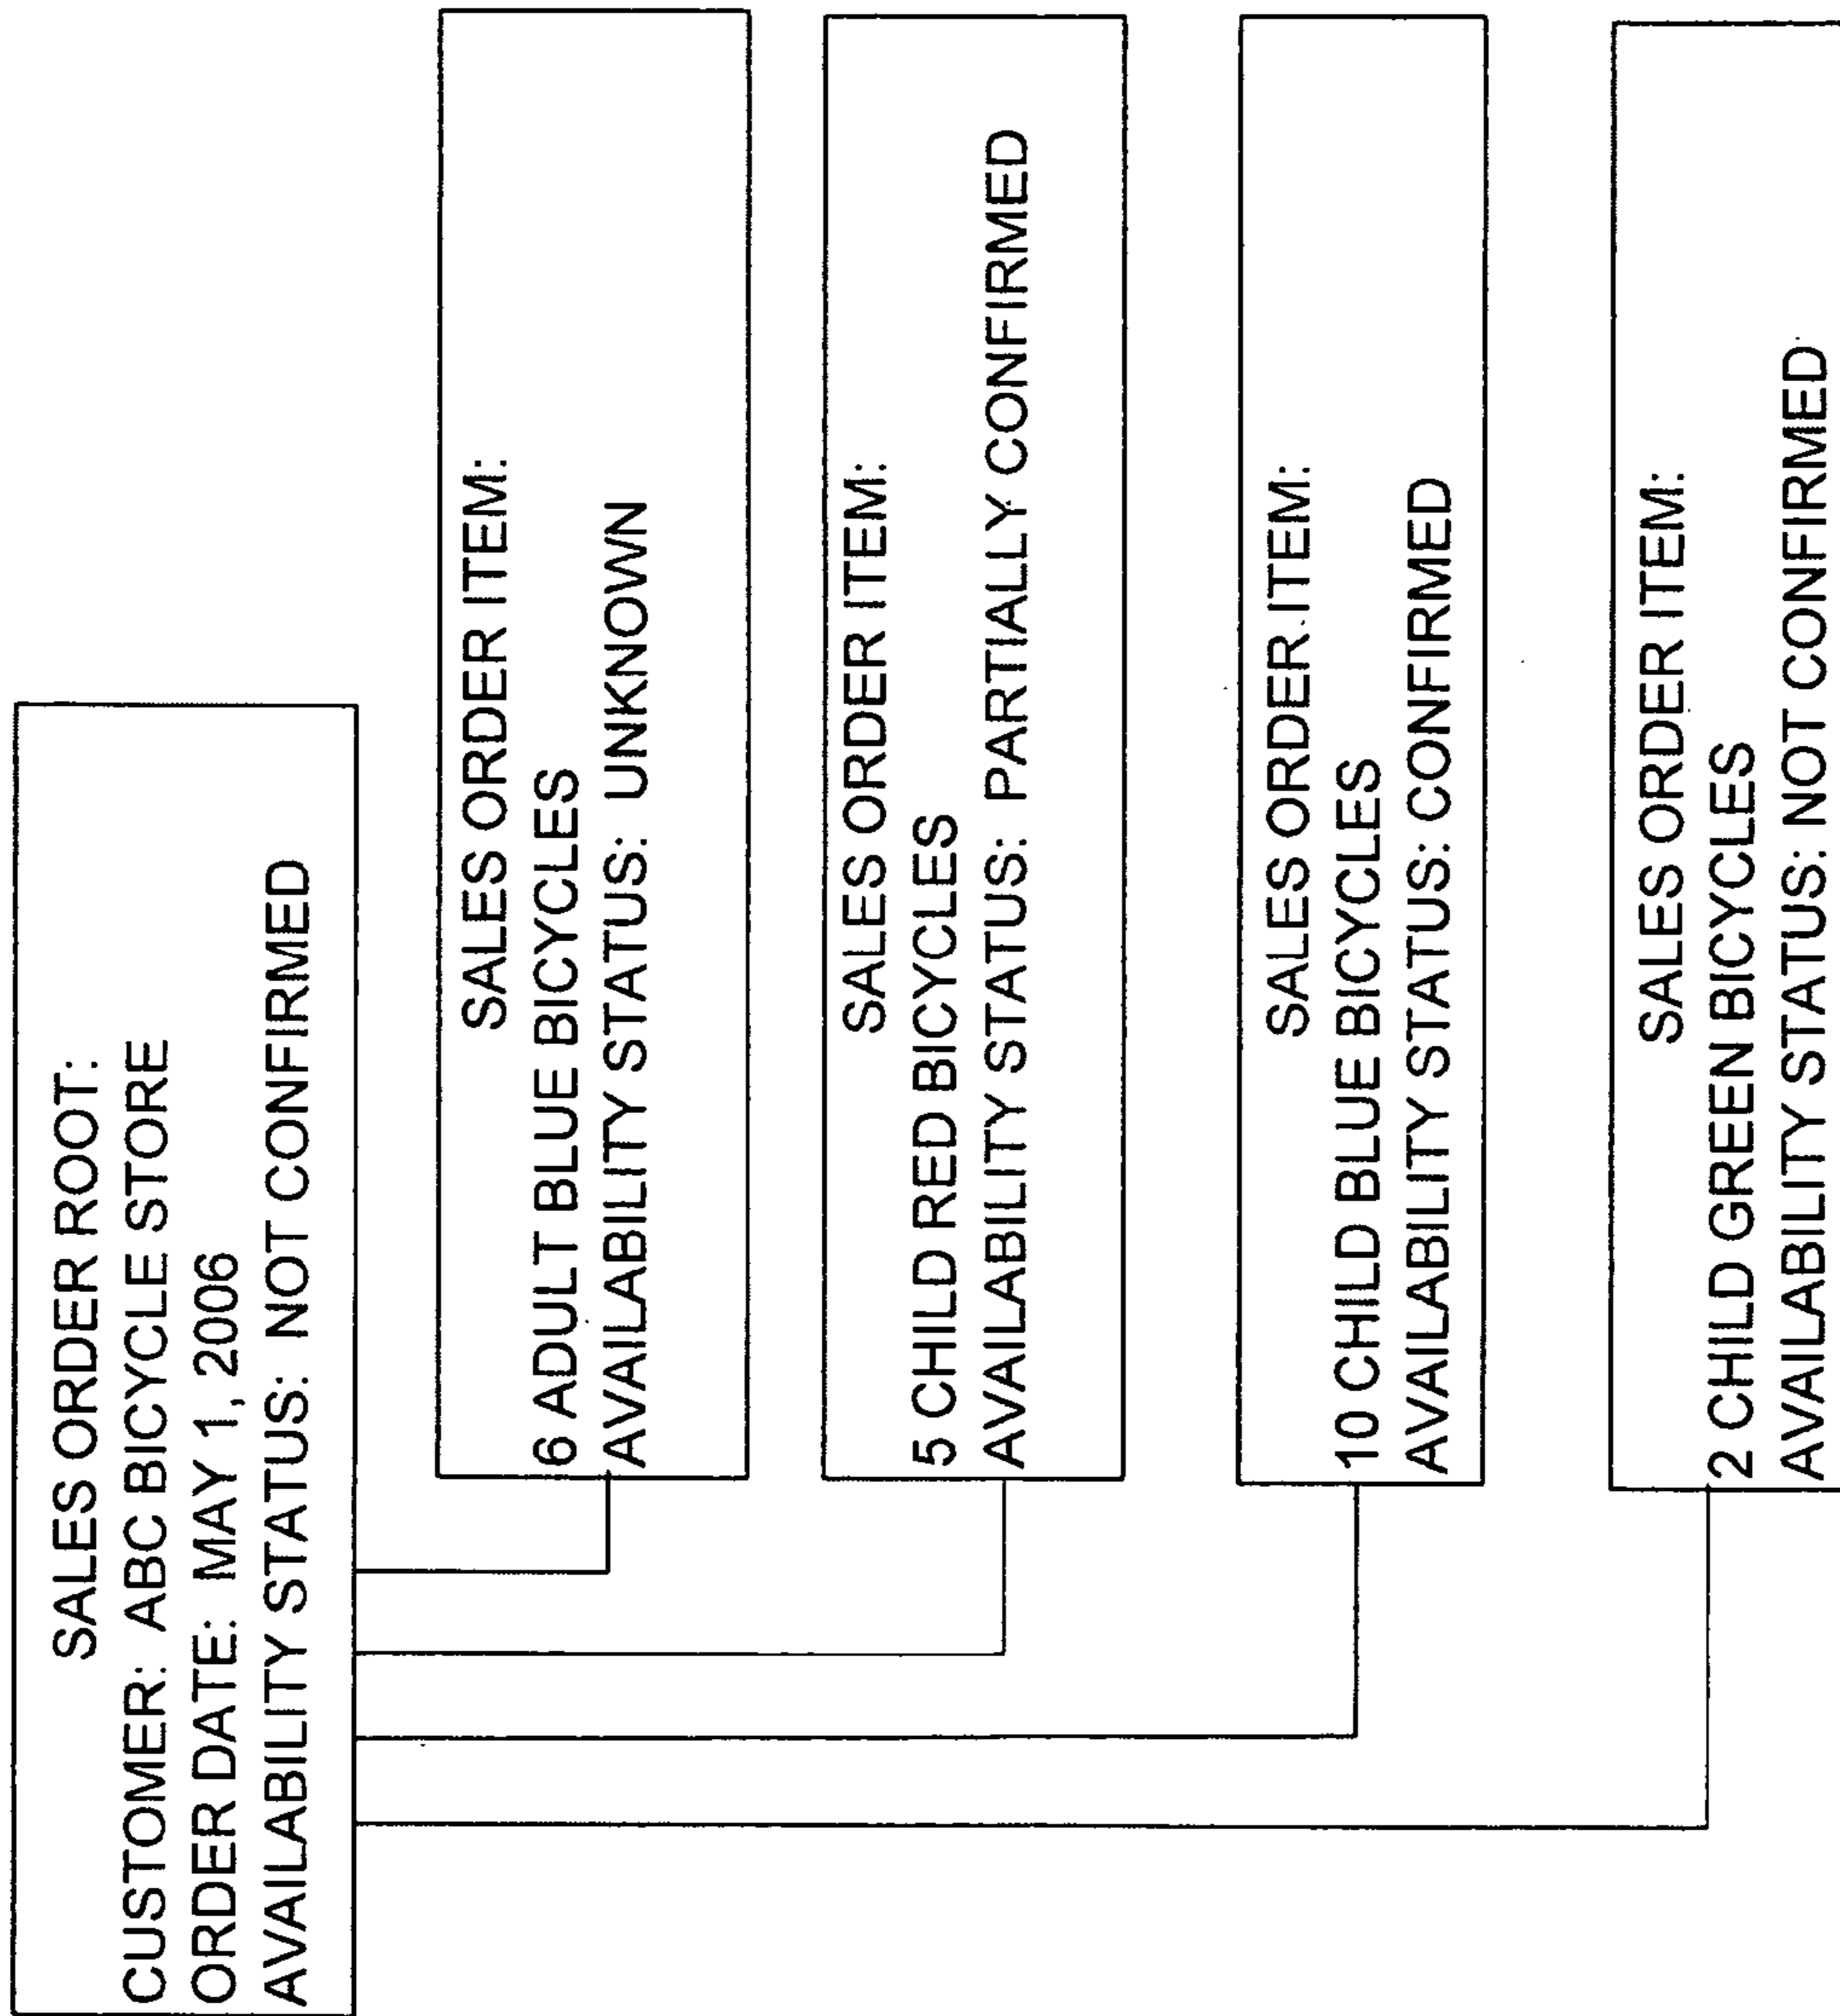 SALES ORDER ROOT:
CUSTOMER: ABC BICYCLE STORE
ORDER DATE: MAY 1, 2006
AVAILABILITY STATUS: NOT CONFIRMED
SALES ORDER ITEM:
6 ADULT BLUE BICYCLES
AVAILABILITY STATUS: UNKNOWN
SALES ORDER ITEM:
5 CHILD RED BICYCLES
AVAILABILITY STATUS: PARTIALLY CONFIRMED
SALES ORDER ITEM:
10 CHILD BLUE BICYCLES
AVAILABILITY STATUS: CONFIRMED
SALES ORDER ITEM:
2 CHILD GREEN BICYCLES
AVAILABILITY STATUS: NOT CONFIRMED